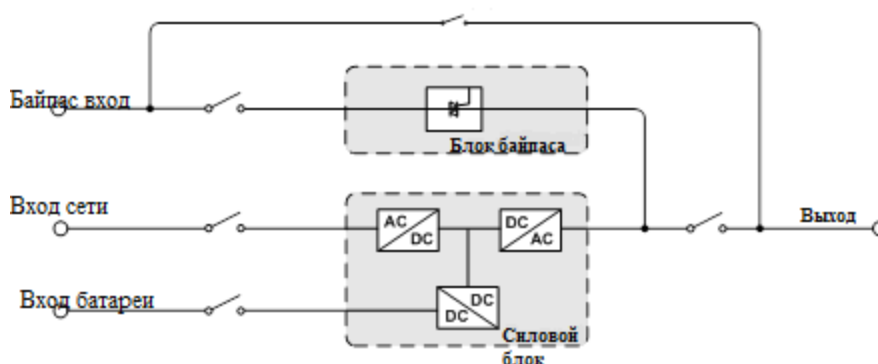 Байпас вход
Блок байпаса
Вход сети
AC
DC
DC
AC
Выход
Вход батареи
DC
DC
Силовой
блок